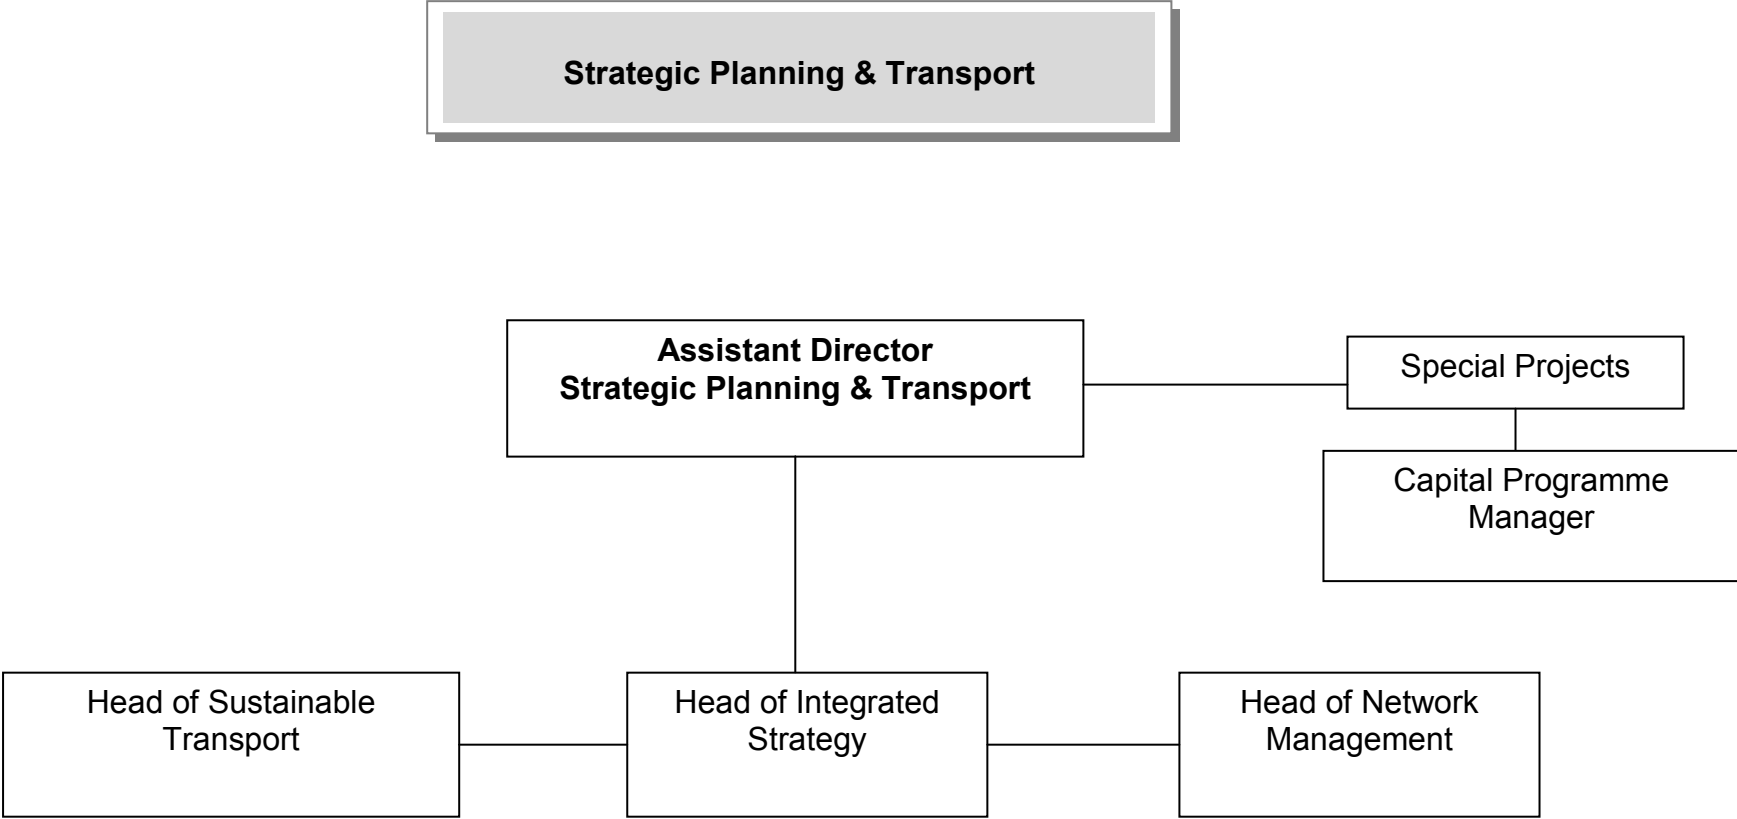 Strategic Planning & Transport
Assistant Director
Strategic Planning & Transport
Special Projects
Capital Programme
Manager
Head of Sustainable
Transport
Head of Integrated
Strategy
Head of Network
Management